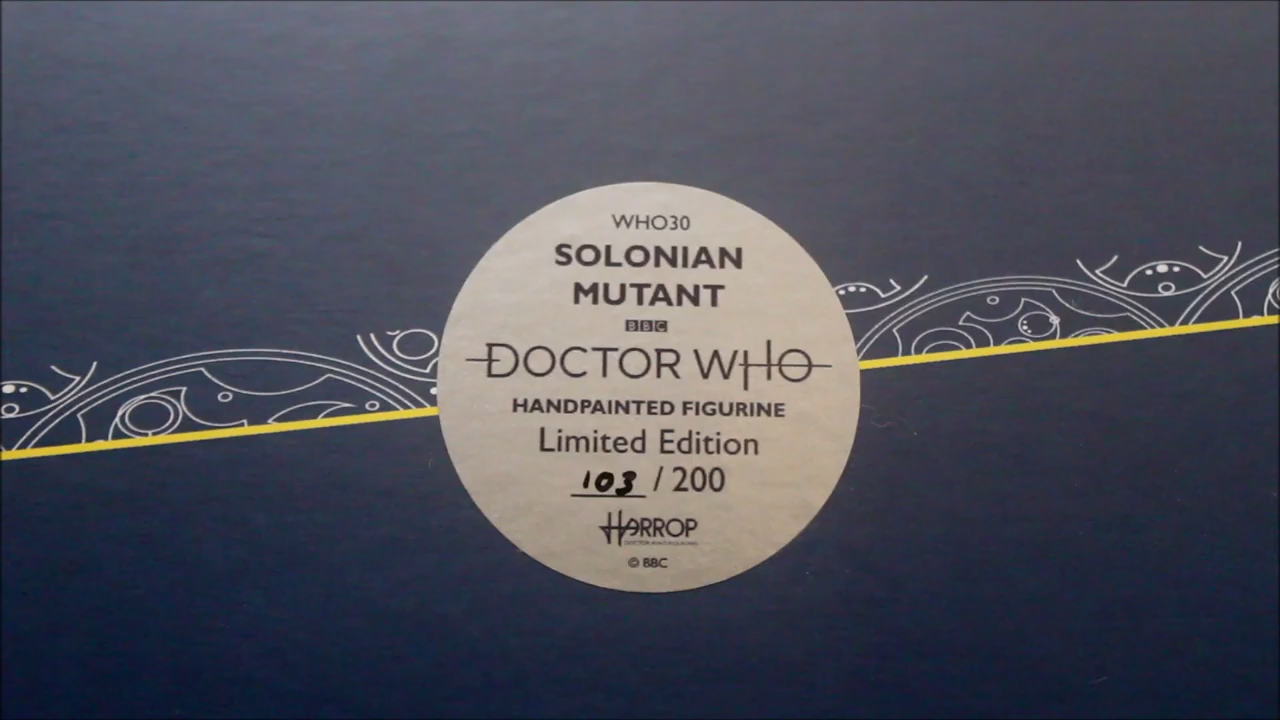 WHO30
SOLONIAN
MUTANT
BBC
DOCTOR WHO
HANDPAINTED FIGURINE
Limited Edition
103 / 200
HARROP
© BBC